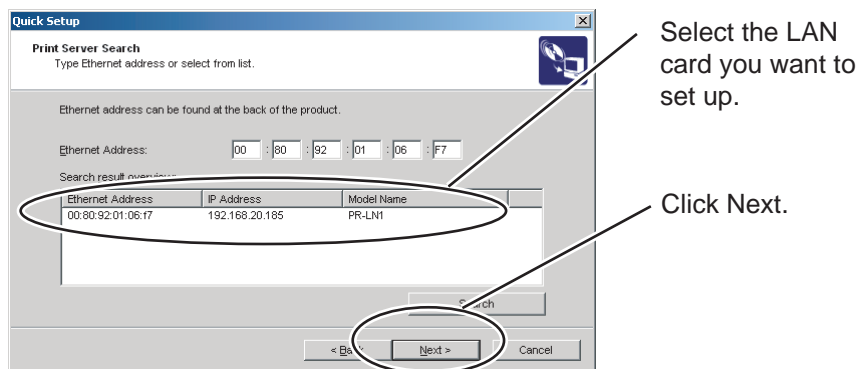 Quick Setup
Print Server Search
Type Ethernet address or select from list.
Ethernet address can be found at the back of the product.
Ethernet Address: 00 : 80 : 92 : 01 : 06 : F7
Search result overview:
Ethernet Address IP Address Model Name
00:80:92:01:06:f7 192.168.20.185 PR-LN1
Search
< Back Next > Cancel
Select the LAN
card you want to
set up.
Click Next.